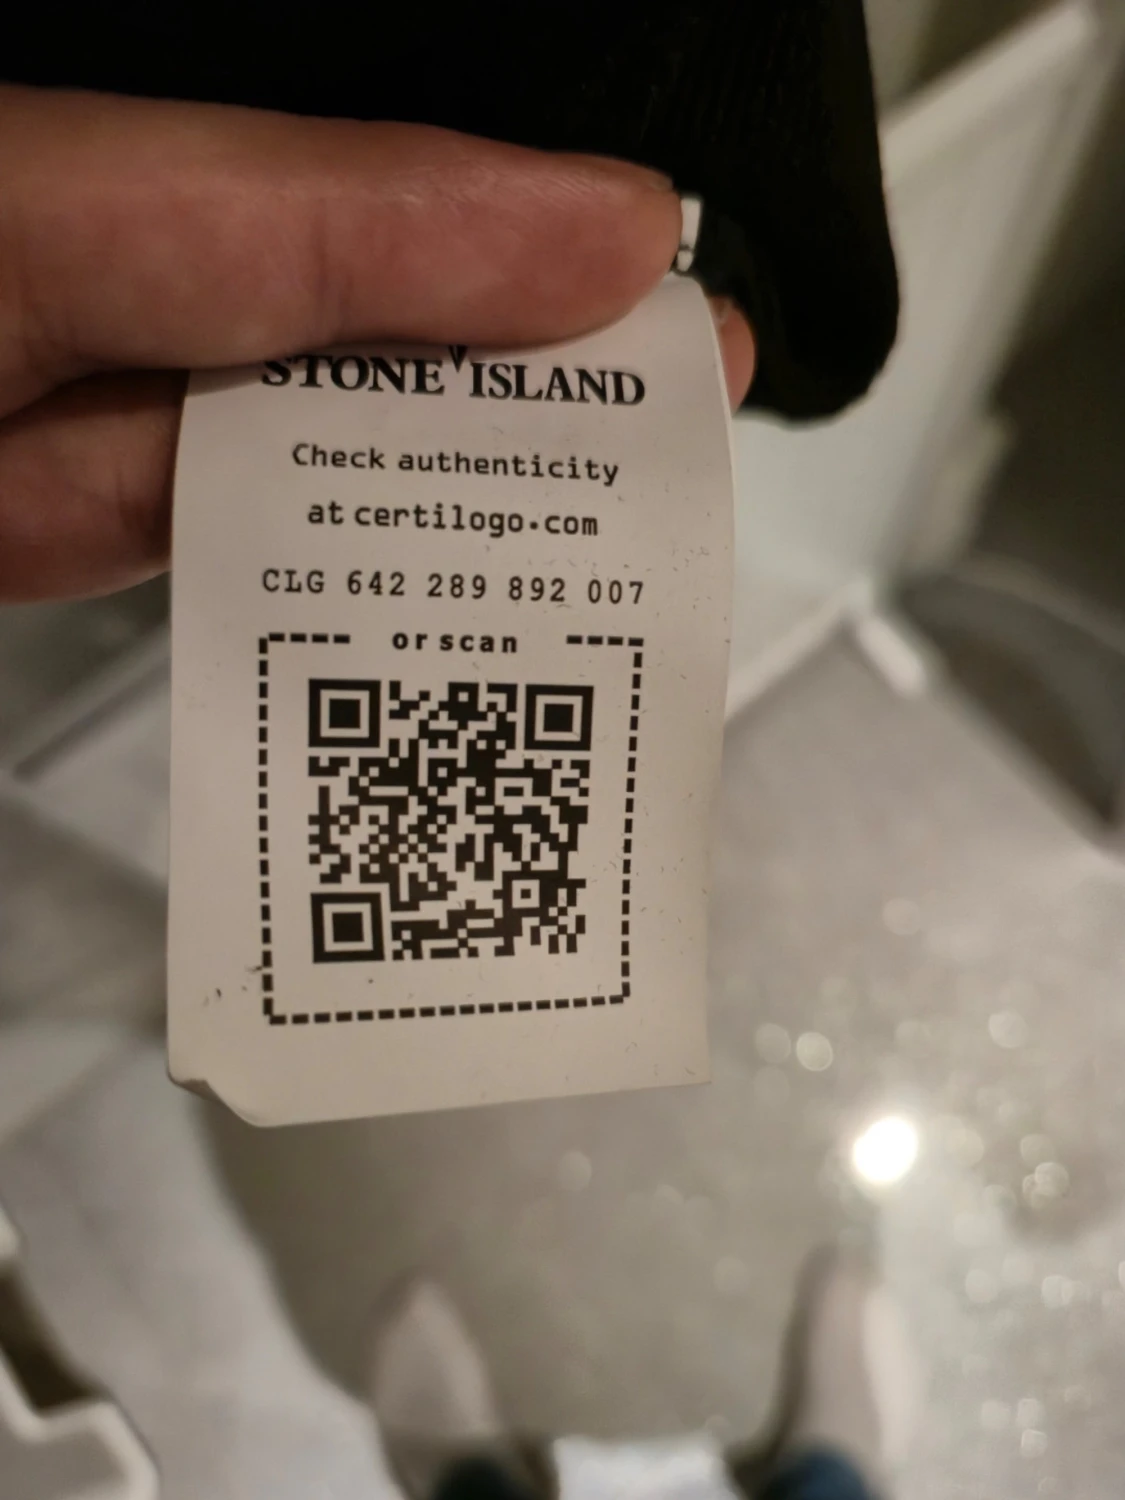 STONE ISLAND
Check authenticity
at certilogo.com
CLG 642 289 892 007
or scan